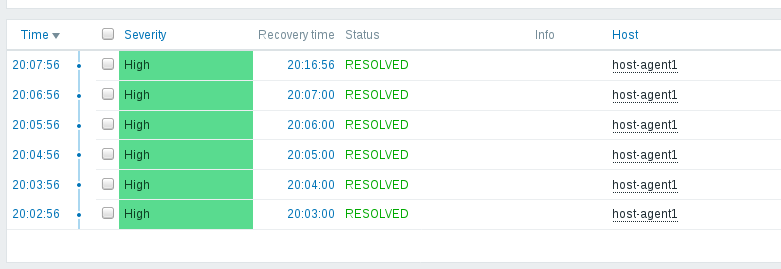 Time Severity Recovery time Status Info Host
20:07:56 High 20:16:56 RESOLVED host-agent1
20:06:56 High 20:07:00 RESOLVED host-agent1
20:05:56 High 20:06:00 RESOLVED host-agent1
20:04:56 High 20:05:00 RESOLVED host-agent1
20:03:56 High 20:04:00 RESOLVED host-agent1
20:02:56 High 20:03:00 RESOLVED host-agent1